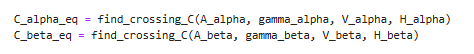 C_alpha_eq = find_crossing_C(A_alpha, gamma_alpha, V_alpha, H_alpha)
C_beta_eq = find_crossing_C(A_beta, gamma_beta, V_beta, H_beta)